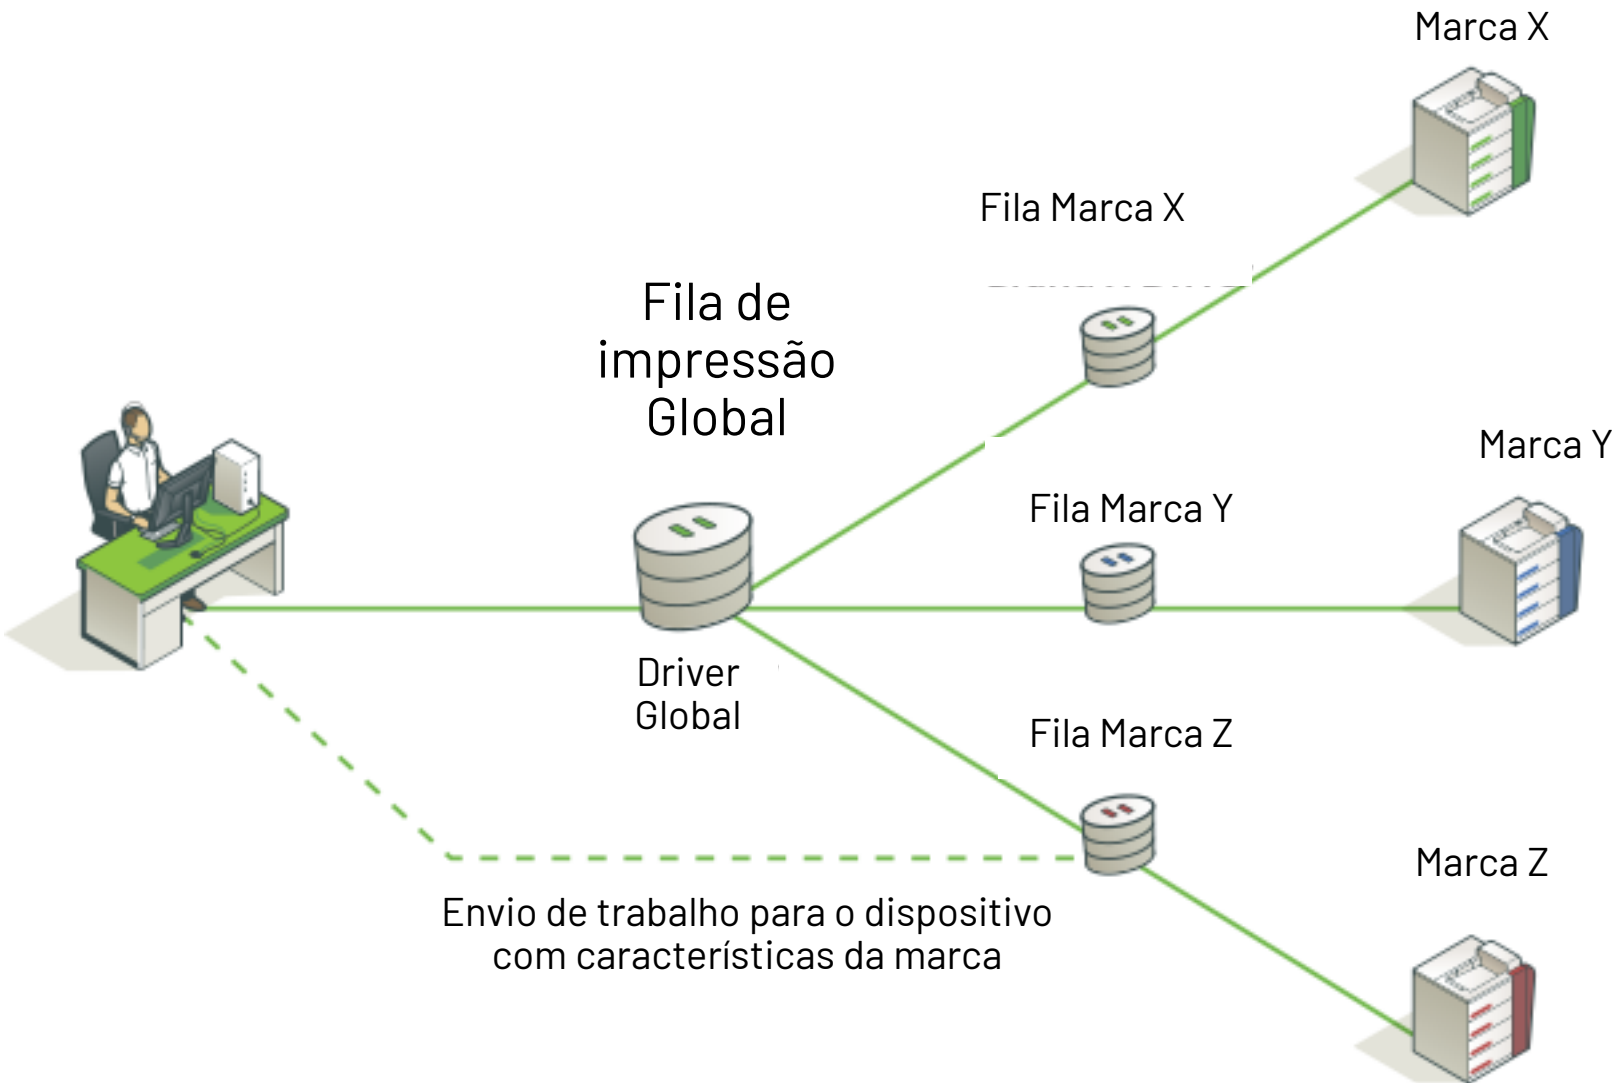 Marca X
Fila Marca X
Fila de
impressão
Global
Marca Y
Fila Marca Y
Driver
Global
Fila Marca Z
Marca Z
Envio de trabalho para o dispositivo
com características da marca